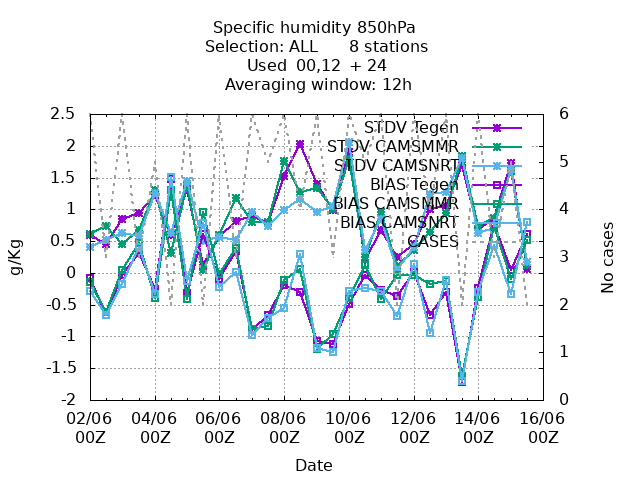 Specific humidity 850hPa
Selection: ALL 8 stations
Used 00,12 + 24
Averaging window: 12h
2.5
2
1.5
1
0.5
0
-0.5
-1
-1.5
-2
g/Kg
6
5
4
3
2
1
0
No cases
STDV Tegen
STDV CAMSMMR
STDV CAMSNRT
BIAS Tegen
BIAS CAMSMMR
BIAS CAMSNRT
CASES
02/06 04/06 06/06 08/06 10/06 12/06 14/06 16/06
00Z 00Z 00Z 00Z 00Z 00Z 00Z 00Z
Date